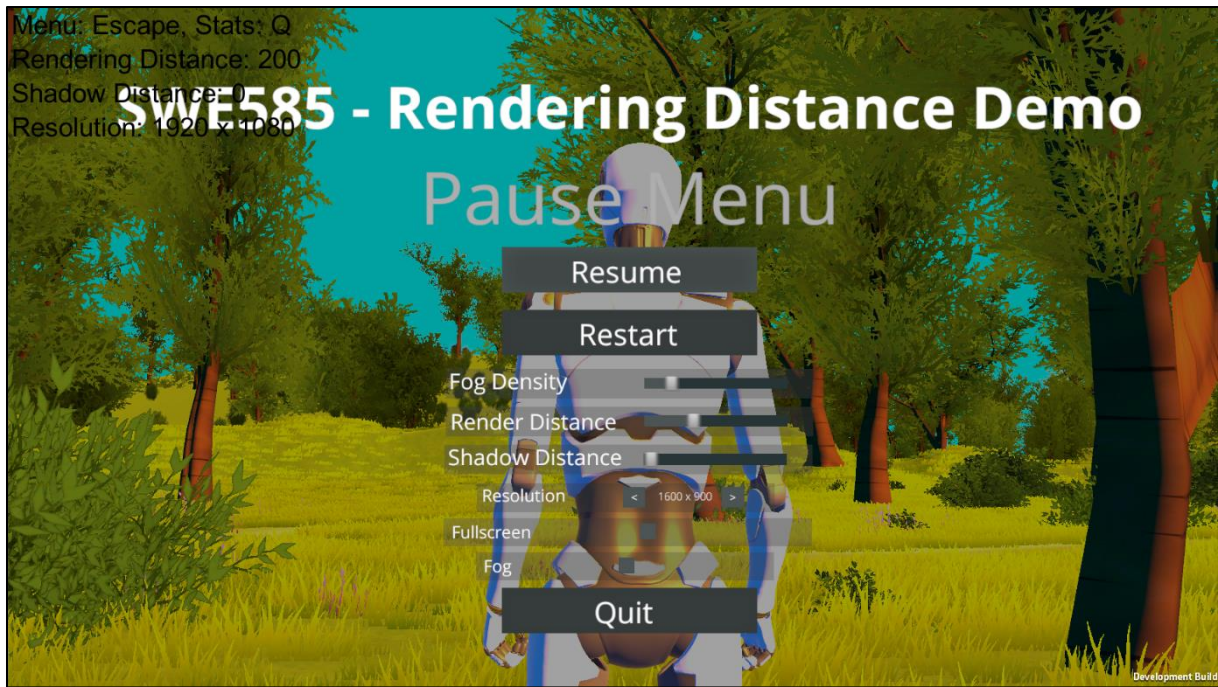 Menu: Escape, Stats: Q
Rendering Distance: 200
Shadow Distance: 0
Resolution: 1920 x 1080
SWE585 - Rendering Distance Demo
Pause Menu
Resume
Restart
Fog Density
Render Distance
Shadow Distance
Resolution < 1600 x 900 >
Fullscreen
Fog
Quit
Development Build